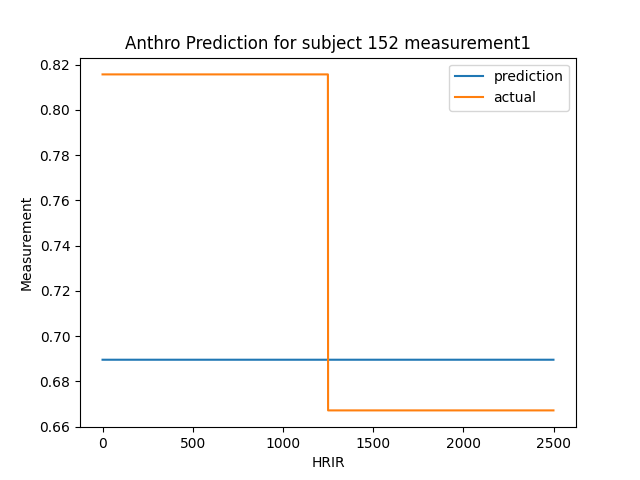 Anthro Prediction for subject 152 measurement1
0.82
0.80
0.78
0.76
0.74
0.72
0.70
0.68
0.66
Measurement
prediction
actual
0 500 1000 1500 2000 2500
HRIR